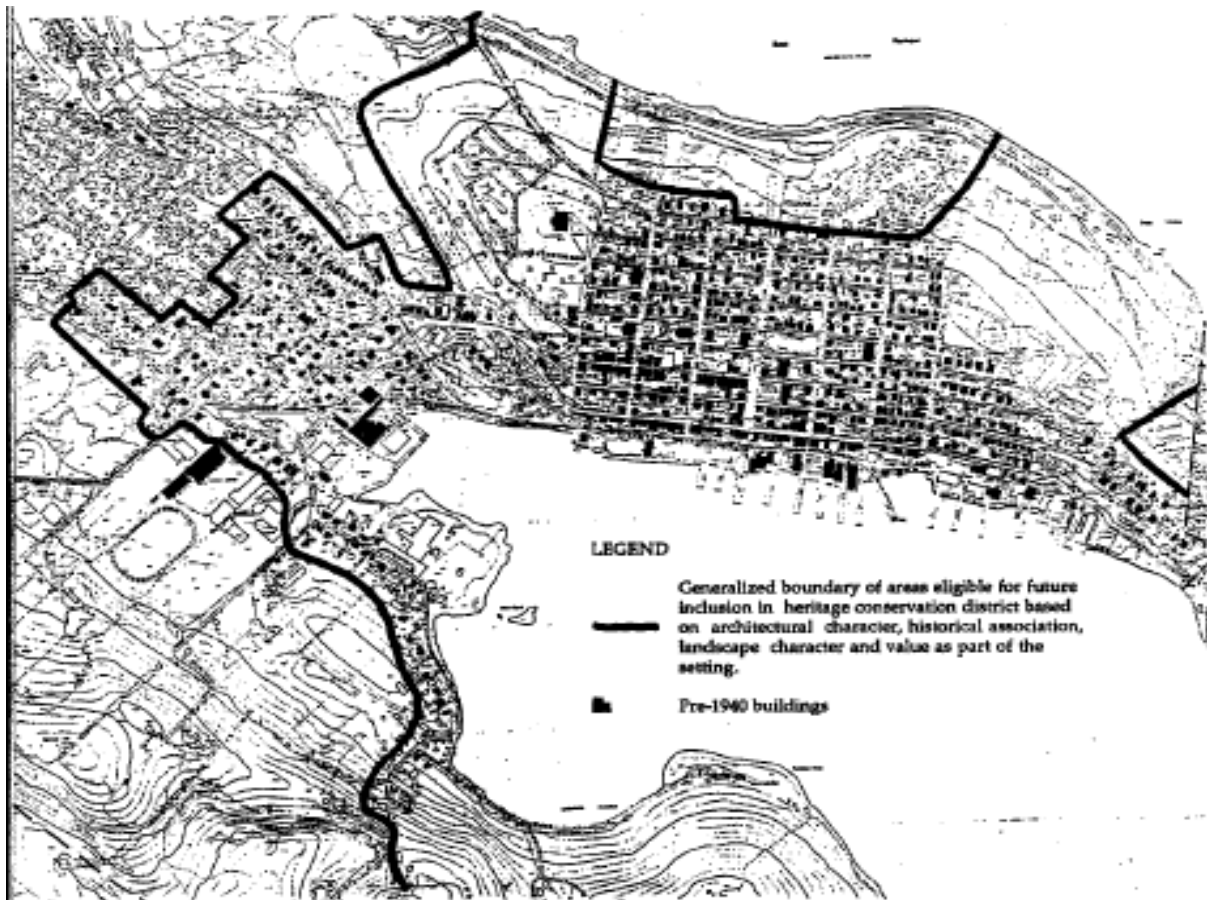 LEGEND
Generalized boundary of areas eligible for future
inclusion in heritage conservation district based
on architectural character, historical association,
landscape character and value as part of the
setting.
Pre-1940 buildings